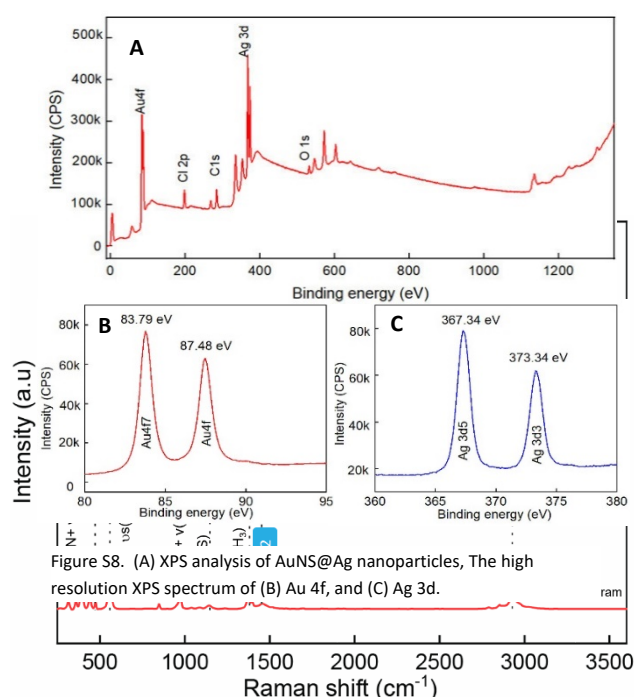 A
500k
400k
300k
200k
100k
0
Intensity (CPS)
Au4f
Cl 2p
C1s
Ag 3d
O 1s
0 200 400 600 800 1000 1200
Binding energy (eV)
B
83.79 eV
87.48 eV
80k
60k
40k
20k
0
Intensity (CPS)
Au4f7
Au4f
80 85 90 95
Binding energy (eV)
C
367.34 eV
373.34 eV
80k
60k
40k
20k
Intensity (CPS)
Ag 3d5
Ag 3d3
360 365 370 375 380
Binding energy (eV)
Intensity (a.u)
2
Figure S8. (A) XPS analysis of AuNS@Ag nanoparticles, The high
resolution XPS spectrum of (B) Au 4f, and (C) Ag 3d.
ram
500 1000 1500 2000 2500 3000 3500
Raman shift (cm⁻¹)